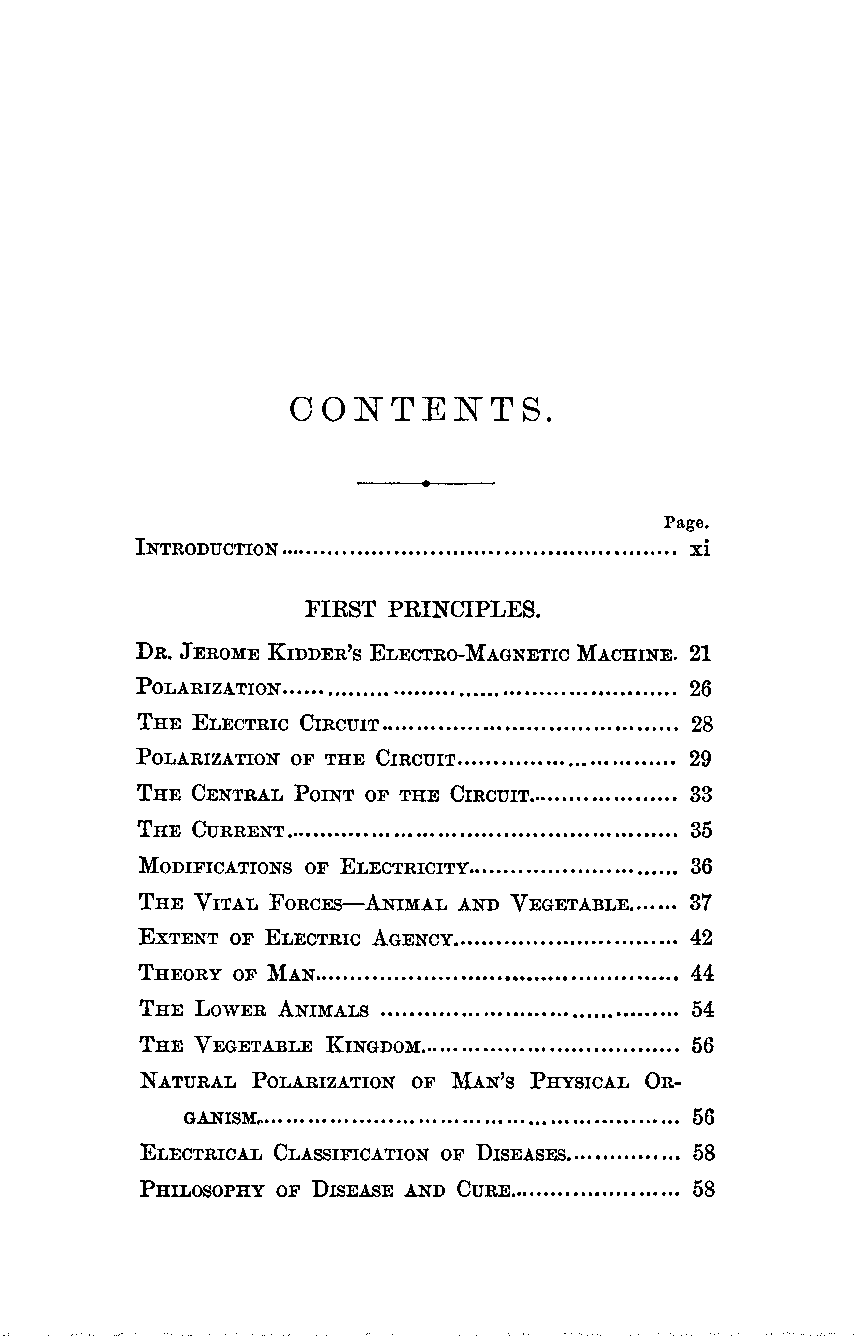 CONTENTS.
Page.
INTRODUCTION........................................................ xi
FIRST PRINCIPLES.
DR. JEROME KIDDER'S ELECTRO-MAGNETIC MACHINE. 21
POLARIZATION........................................................ 26
THE ELECTRIC CIRCUIT.......................................... 28
POLARIZATION OF THE CIRCUIT............................... 29
THE CENTRAL POINT OF THE CIRCUIT..................... 33
THE CURRENT....................................................... 35
MODIFICATIONS OF ELECTRICITY............................. 36
THE VITAL FORCES—ANIMAL AND VEGETABLE....... 37
EXTENT OF ELECTRIC AGENCY................................ 42
THEORY OF MAN................................................... 44
THE LOWER ANIMALS .......................................... 54
THE VEGETABLE KINGDOM.................................... 56
NATURAL POLARIZATION OF MAN'S PHYSICAL OR-
GANISM............................................................ 56
ELECTRICAL CLASSIFICATION OF DISEASES................ 58
PHILOSOPHY OF DISEASE AND CURE........................ 58